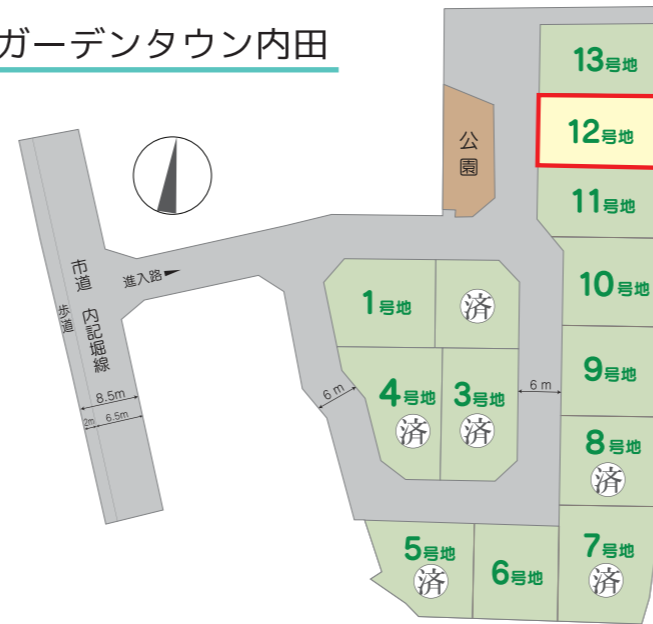 ガーデンタウン内田
13号地
12号地
公園
11号地
市道 内記堀線
歩道
進入路
10号地
1号地
済
9号地
6m
4号地
済
3号地
済
6m
8.5m
2m
6.5m
8号地
済
5号地
済
6号地
7号地
済